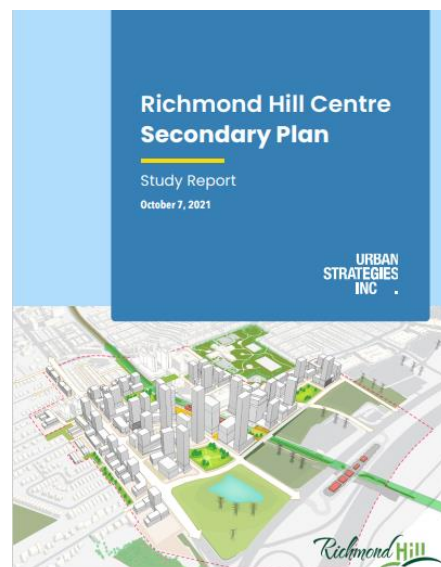 Richmond Hill Centre
Secondary Plan
Study Report
October 7, 2021
URBAN
STRATEGIES
INC .
Richmond Hill